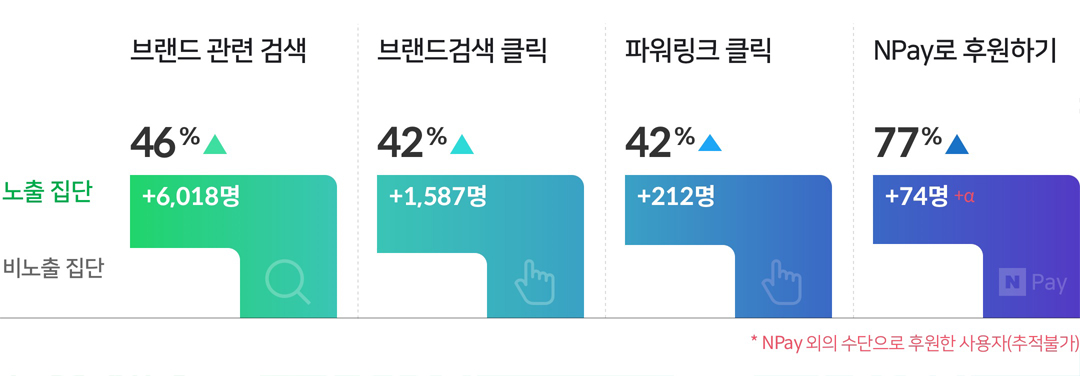 브랜드 관련 검색
브랜드검색 클릭
파워링크 클릭
NPay로 후원하기
46%▲
42%▲
42%▲
77%▲
노출 집단
+6,018명
+1,587명
+212명
+74명 +α
비노출 집단
N Pay
* NPay 외의 수단으로 후원한 사용자(추적불가)